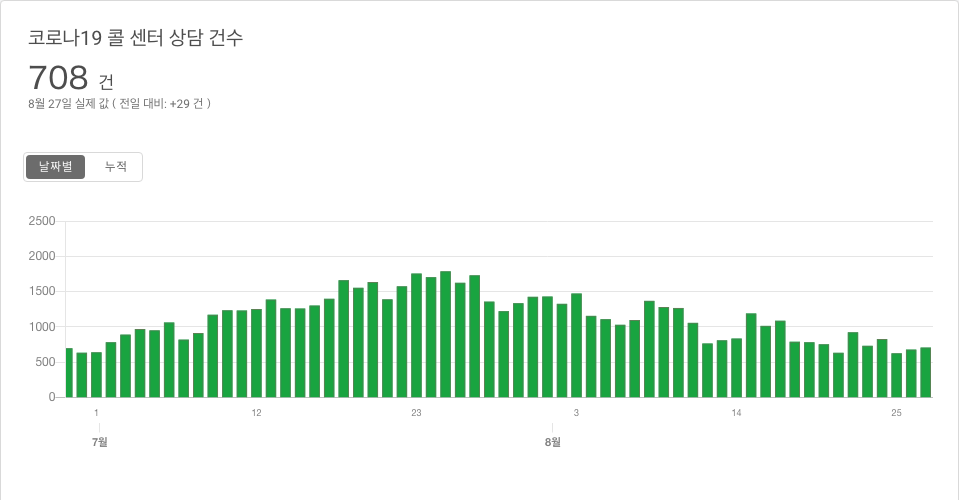 코로나19 콜 센터 상담 건수
708 건
8월 27일 실제 값 ( 전일 대비: +29 건 )
날짜별 누적
2500
2000
1500
1000
500
0
1 12 23 3 14 25
7월 8월